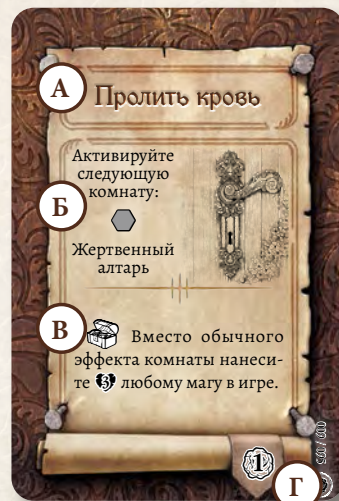 А
Пролить кровь
Активируйте
следующую
комнату:
Б
Жертвенный
алтарь
В
Вместо обычного
эффекта комнаты нанеси-
те 3 любому магу в игре.
1
Г